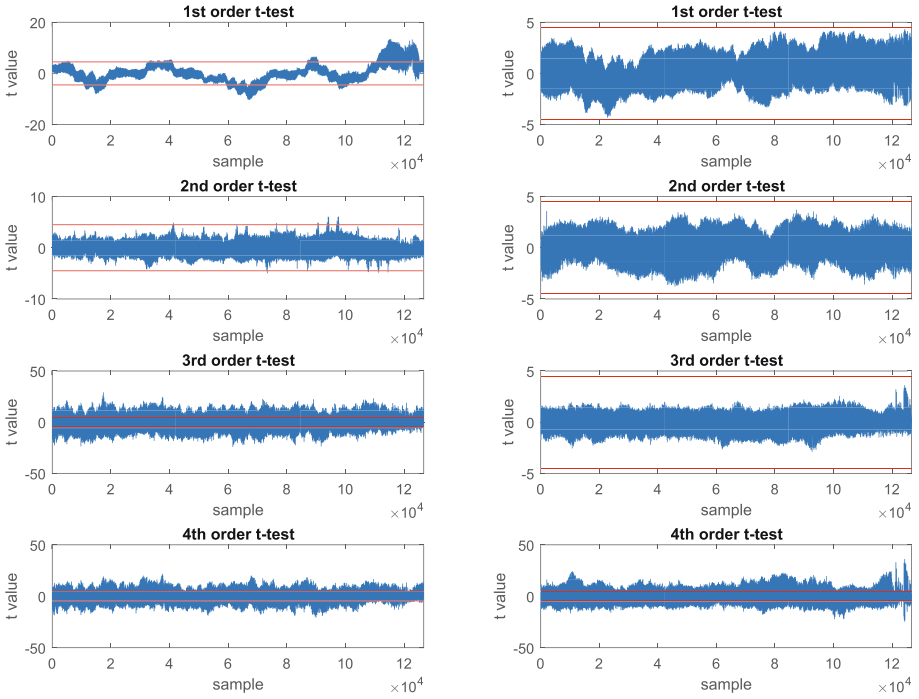 1st order t-test
20
0
-20
t value
0 2 4 6 8 10 12
sample
×10^4
1st order t-test
5
0
-5
t value
0 2 4 6 8 10 12
sample
×10^4
2nd order t-test
10
0
-10
t value
0 2 4 6 8 10 12
sample
×10^4
2nd order t-test
5
0
-5
t value
0 2 4 6 8 10 12
sample
×10^4
3rd order t-test
50
0
-50
t value
0 2 4 6 8 10 12
sample
×10^4
3rd order t-test
5
0
-5
t value
0 2 4 6 8 10 12
sample
×10^4
4th order t-test
50
0
-50
t value
0 2 4 6 8 10 12
sample
×10^4
4th order t-test
50
0
-50
t value
0 2 4 6 8 10 12
sample
×10^4